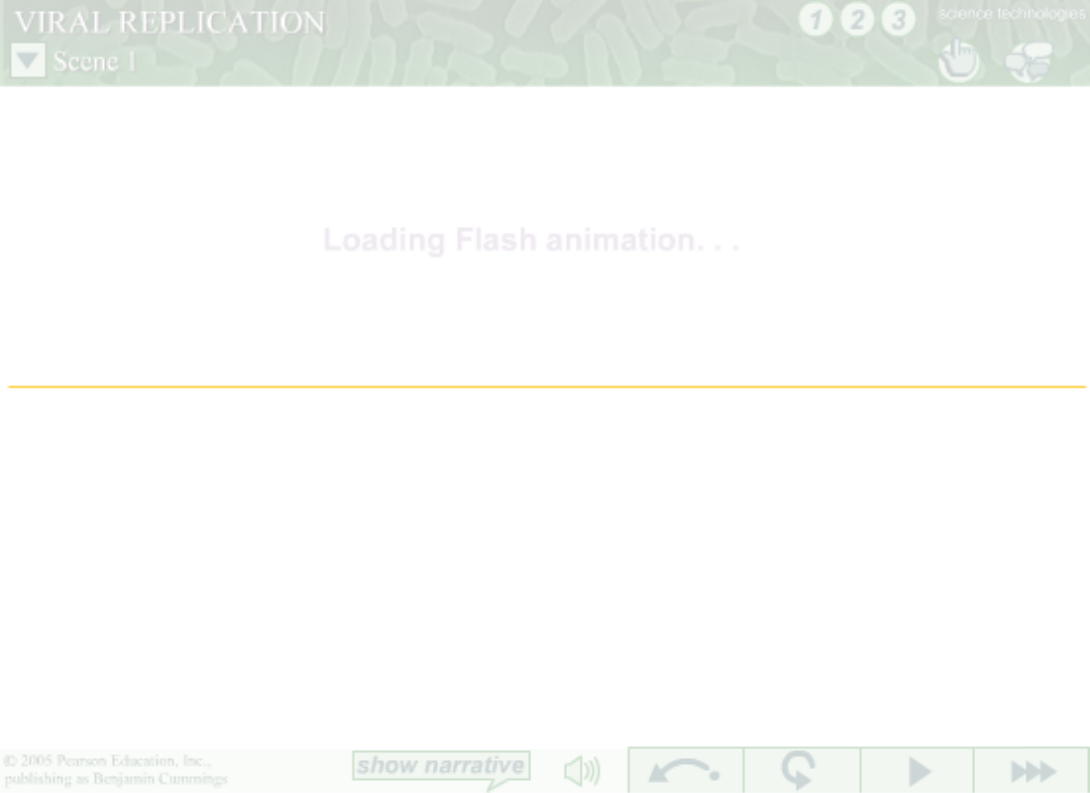 VIRAL REPLICATION
1 2 3
science technologies
Scene 1
Loading Flash animation. . .
© 2005 Pearson Education, Inc.,
publishing as Benjamin Cummings
show narrative